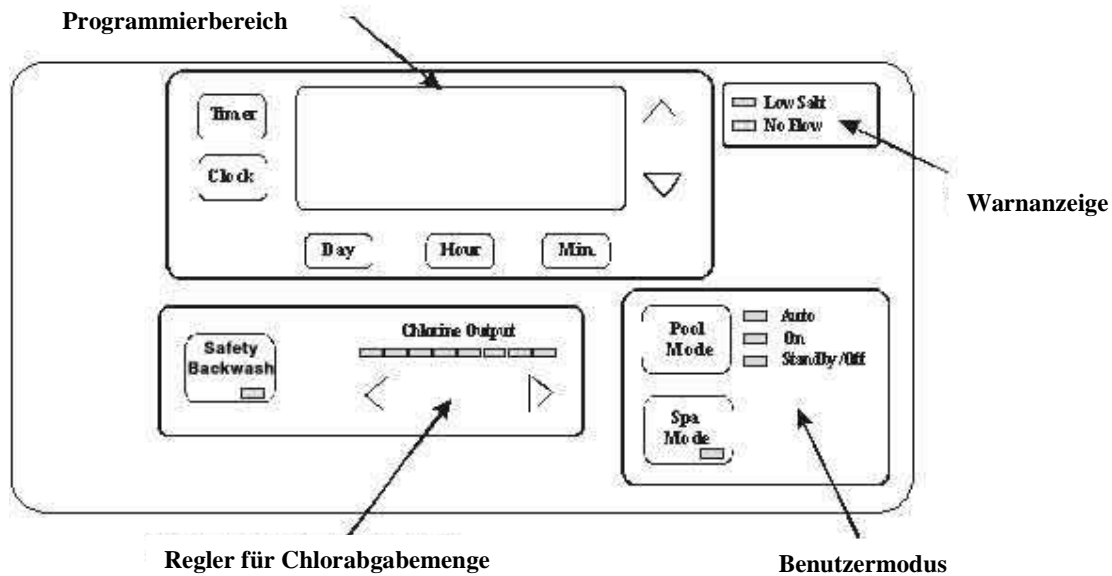 Programmierbereich
Timer
Clock
Low Salt
No Flow
Warnanzeige
Day
Hour
Min.
Chlorine Output
Safety
Backwash
Pool
Mode
Auto
On
StandBy/Off
Spa
Mode
Regler für Chlorabgabemenge
Benutzermodus